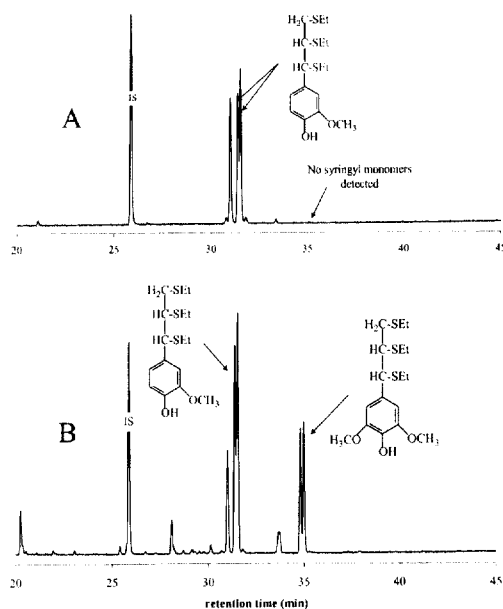 H₂C-SEt
HC-SEt
HC-SEt
OCH₃
OH
IS
A
No syringyl monomers
detected
20 25 30 35 40 45
H₂C-SEt
HC-SEt
HC-SEt
OCH₃
OH
H₂C-SEt
HC-SEt
HC-SEt
H₃CO OCH₃
OH
IS
B
20 25 30 35 40 45
retention time (min)